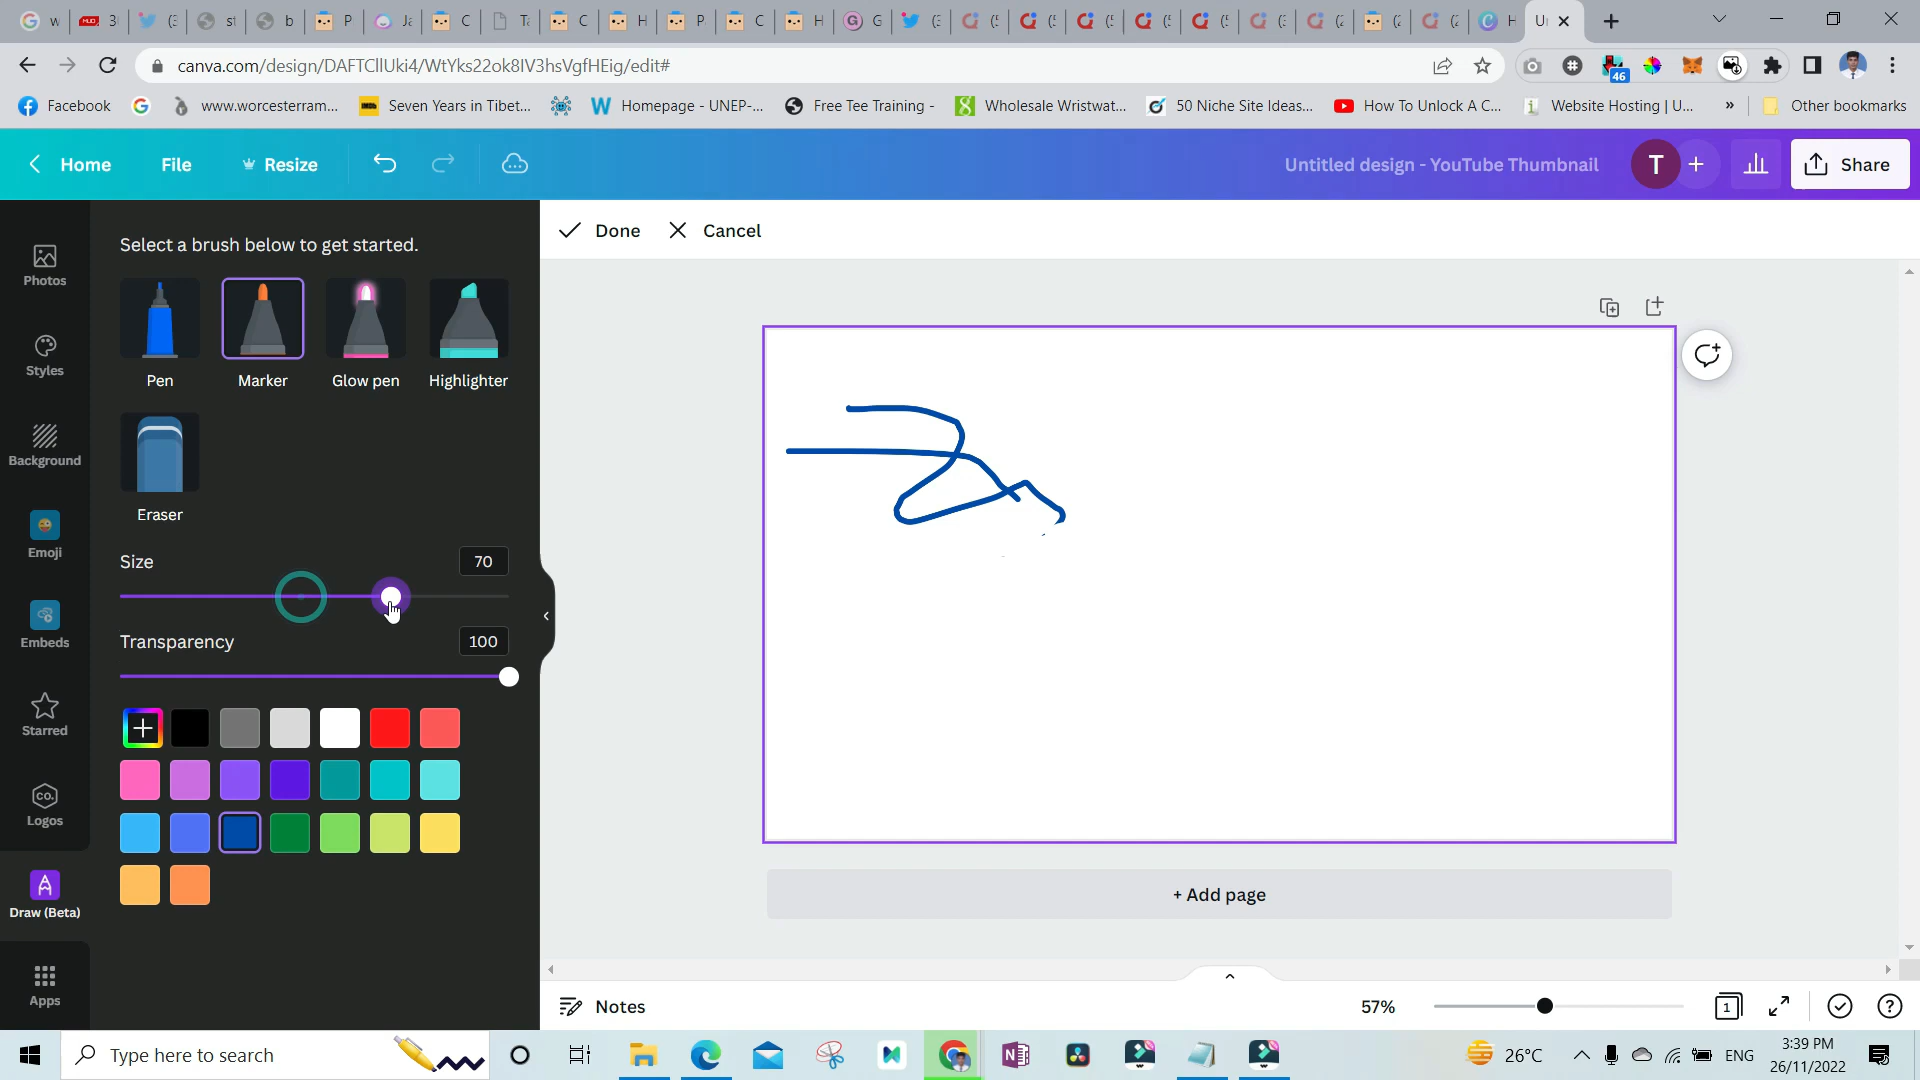 canva.com/design/DAFTCllUki4/WtYks22ok8IV3hsVgfHEig/edit#
46
Facebook
www.worcesterram...
Seven Years in Tibet...
Homepage - UNEP-...
Free Tee Training -
Wholesale Wristwat...
50 Niche Site Ideas...
How To Unlock A C...
Website Hosting | U...
»
Other bookmarks
Home
File
Resize
Untitled design - YouTube Thumbnail
T
+
Share
Done
Cancel
Photos
Styles
Background
Emoji
Embeds
Starred
CO.
Logos
Draw (Beta)
Apps
Select a brush below to get started.
Pen
Marker
Glow pen
Highlighter
Eraser
Size
70
Transparency
100
+ Add page
Notes
57%
1
Type here to search
26°C
ENG
3:39 PM
26/11/2022